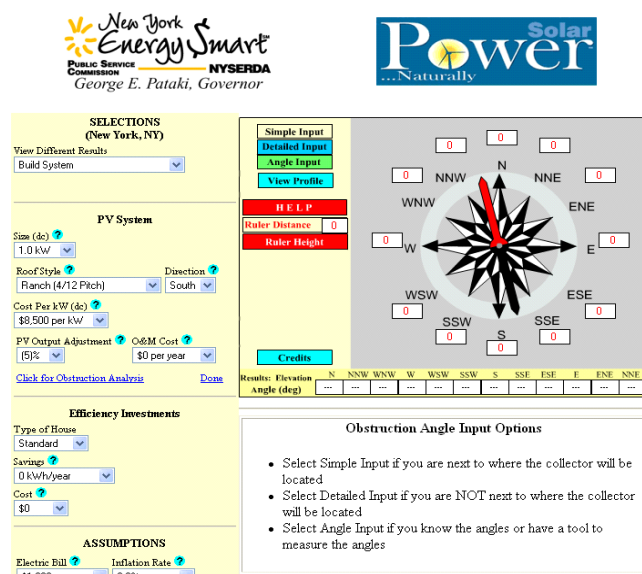 New York
Energy Smart
PUBLIC SERVICE
COMMISSION NYSERDA
George E. Pataki, Governor
Solar
Power
...Naturally
SELECTIONS
(New York, NY)
View Different Results
Build System
PV System
Size (dc) ?
1.0 kW
Roof Style ? Direction ?
Ranch (4/12 Pitch) South
Cost Per kW (dc) ?
$8,500 per kW
PV Output Adjustment ? O&M Cost ?
(5)% $0 per year
Click for Obstruction Analysis Done
Efficiency Investments
Type of House
Standard
Savings ?
0 kWh/year
Cost ?
$0
ASSUMPTIONS
Electric Bill ? Inflation Rate ?
Simple Input
Detailed Input
Angle Input
View Profile
H E L P
Ruler Distance 0
Ruler Height
Credits
0
0 0
0 N 0
NNW NNE
WNW ENE
0 W E 0
WSW ESE
0 SSW SSE 0
0 S 0
0
Results: Elevation N NNW WNW W WSW SSW S SSE ESE E ENE NNE
Angle (deg) --- --- --- --- --- --- --- --- --- --- --- ---
Obstruction Angle Input Options
• Select Simple Input if you are next to where the collector will be
located
• Select Detailed Input if you are NOT next to where the collector
will be located
• Select Angle Input if you know the angles or have a tool to
measure the angles